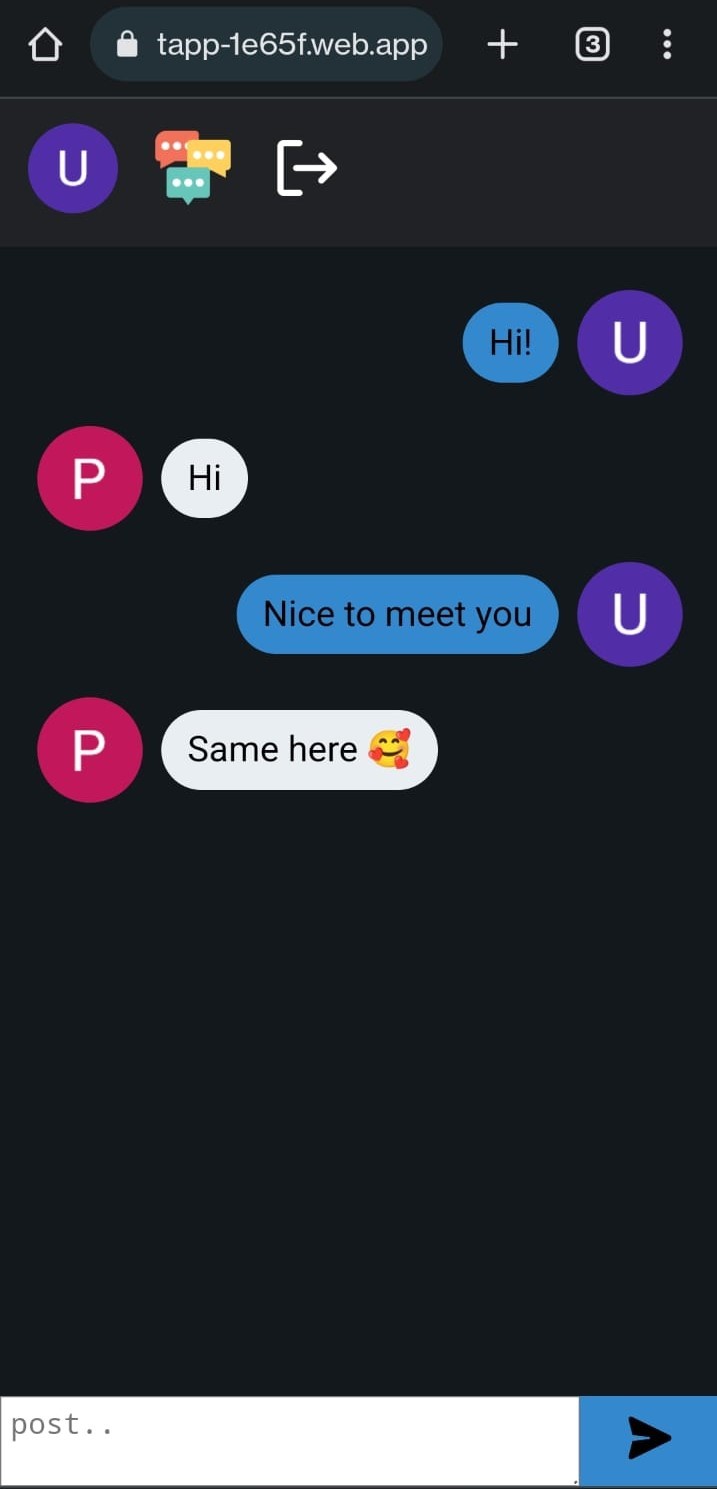 tapp-1e65f.web.app
3
U
Hi!
U
P
Hi
Nice to meet you
U
P
Same here 🥰
post..